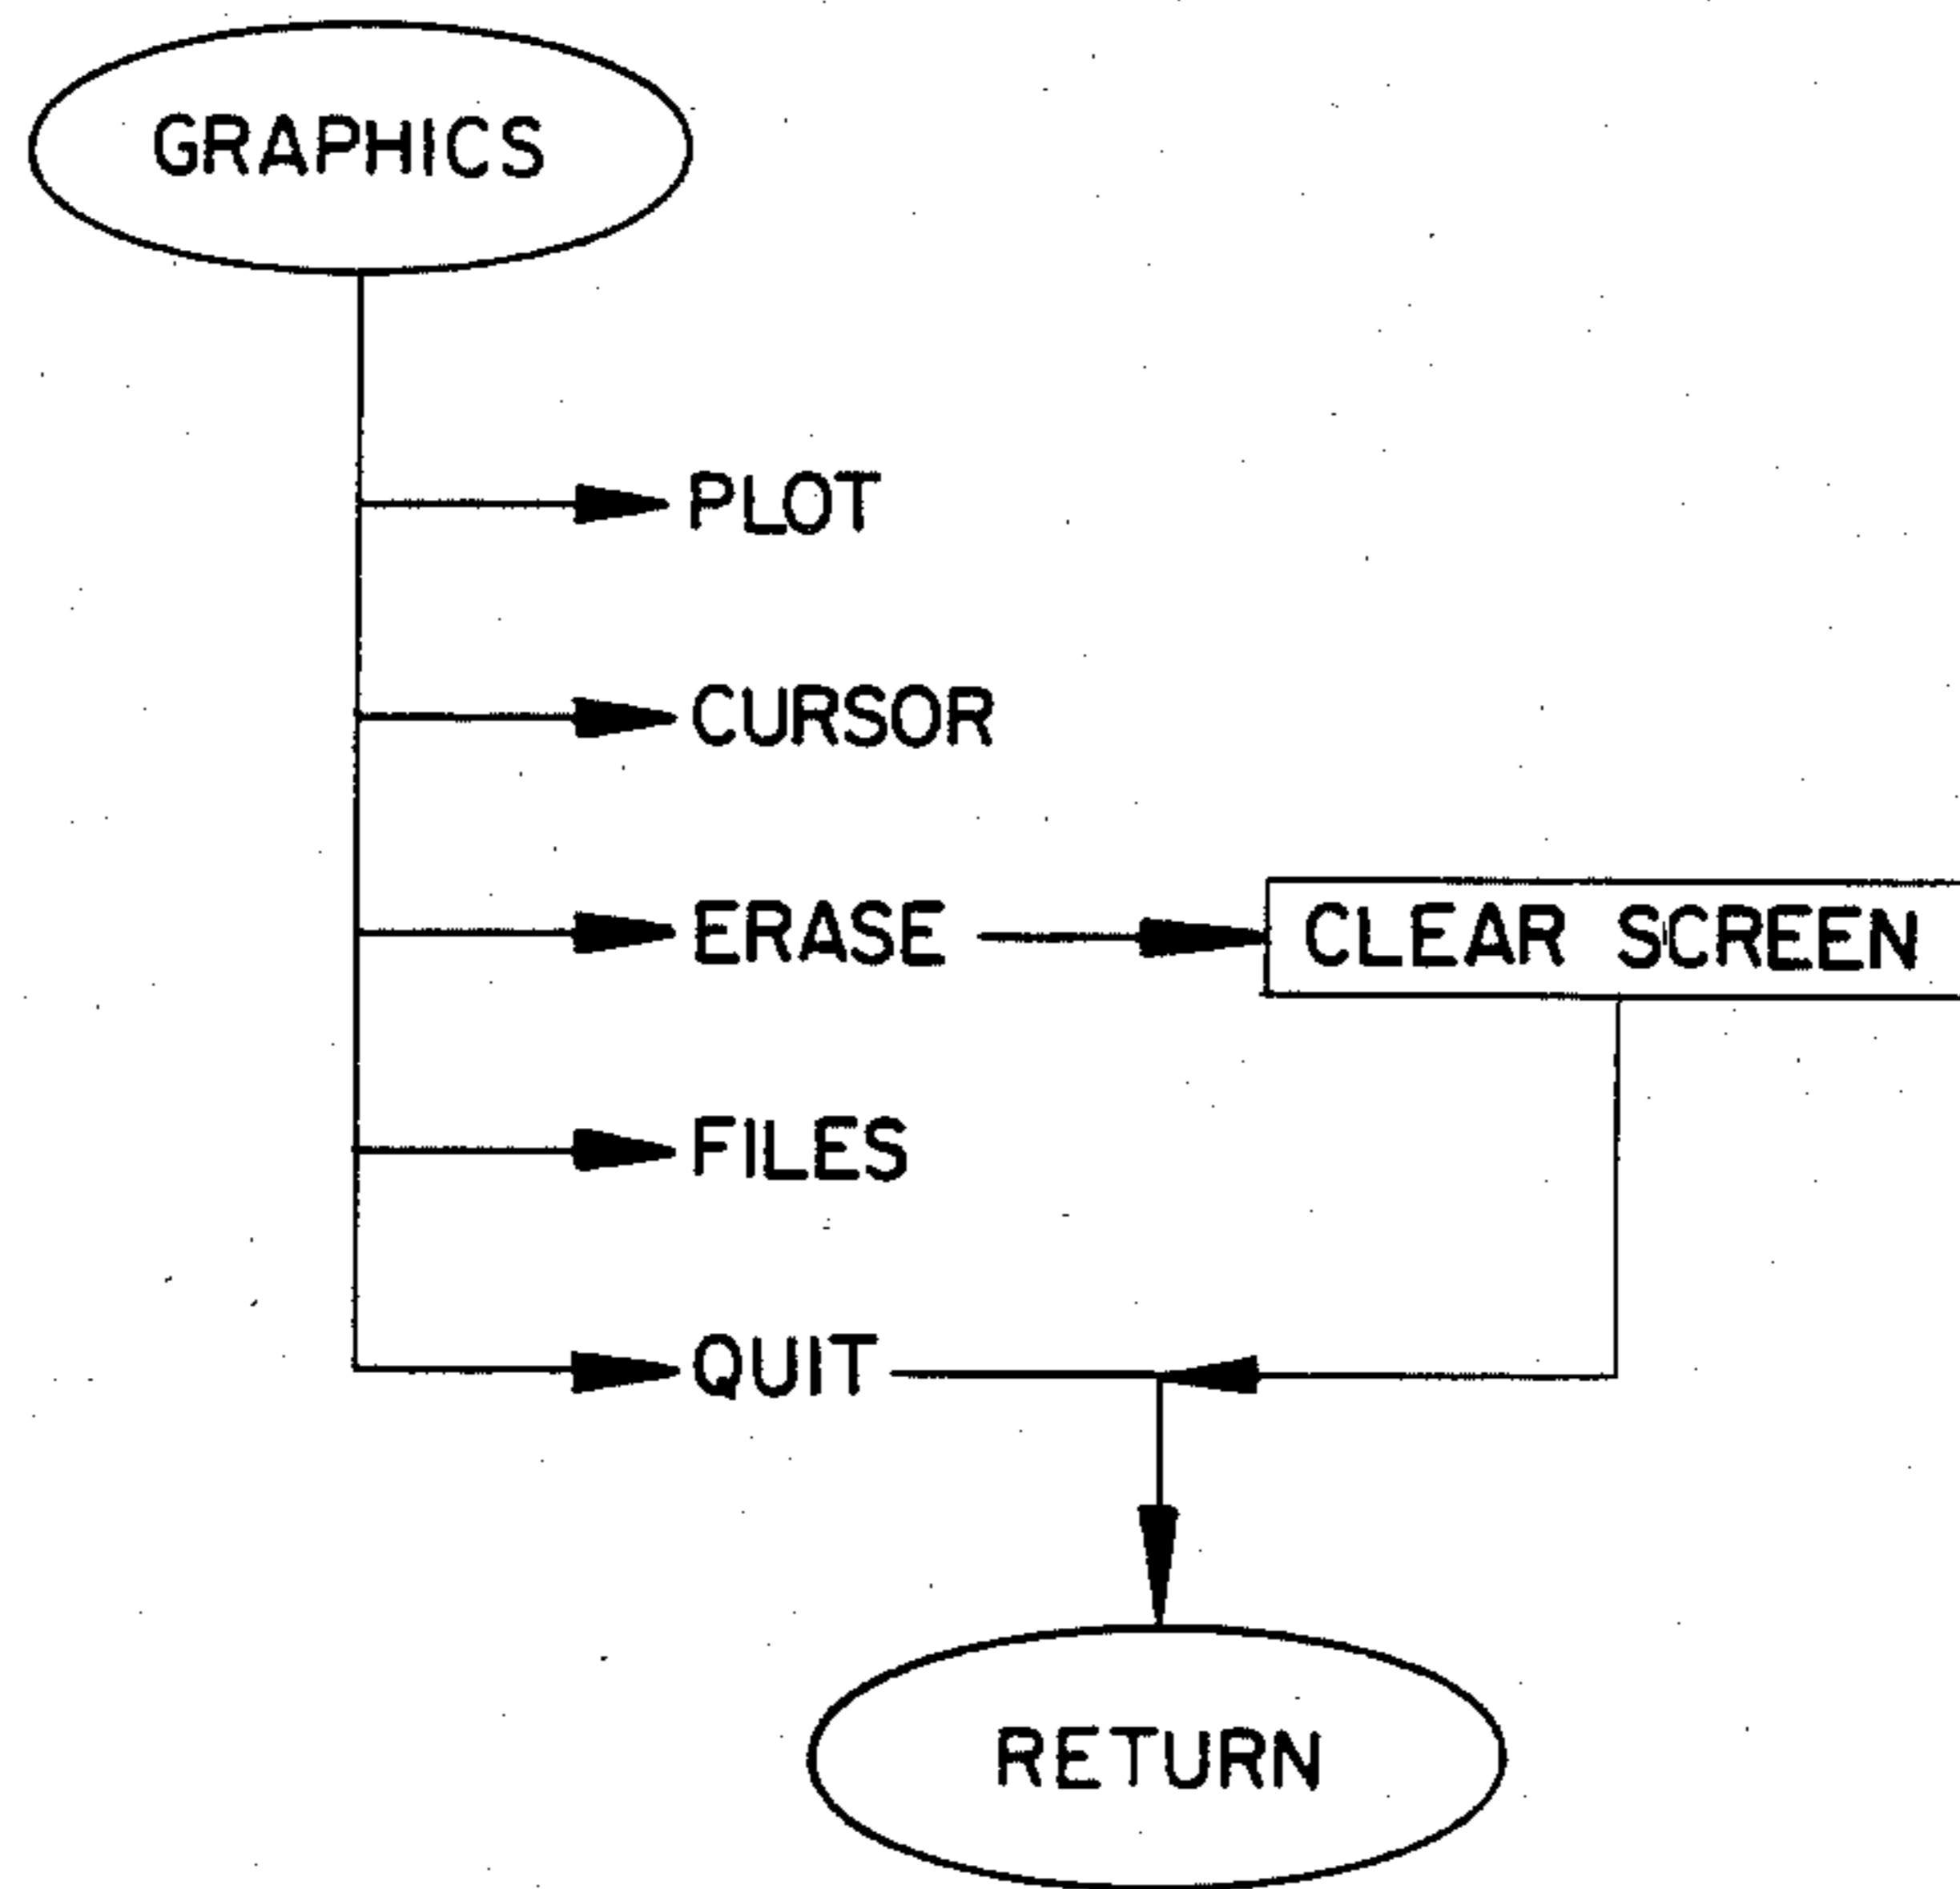 GRAPHICS
PLOT
CURSOR
ERASE
CLEAR SCREEN
FILES
QUIT
RETURN